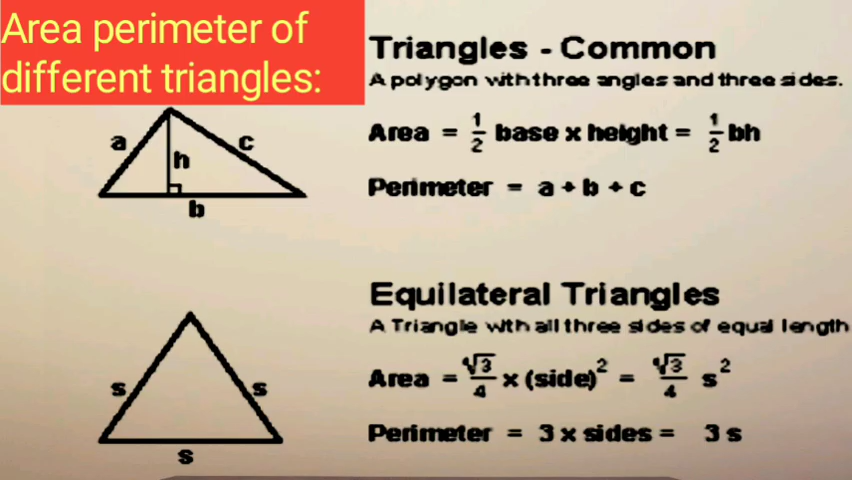 Area perimeter of
different triangles:
Triangles - Common
A polygon with three angles and three sides.
Area = 1/2 base x height = 1/2 bh
Perimeter = a + b + c
a
c
h
b
Equilateral Triangles
A Triangle with all three sides of equal length
Area = √3/4 x (side)² = √3/4 s²
Perimeter = 3 x sides = 3 s
s
s
s